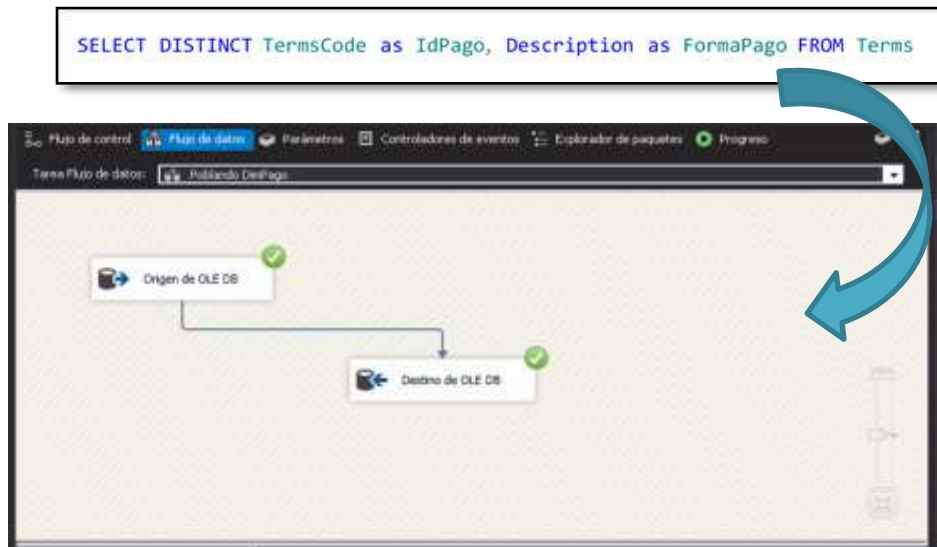 SELECT DISTINCT TermsCode as IdPago, Description as FormaPago FROM Terms
Flujo de control Flujo de datos Parámetros Controladores de eventos Explorador de paquetes Progreso
Tarea Flujo de datos: Poblando DimPago
Origen de OLE DB
Destino de OLE DB